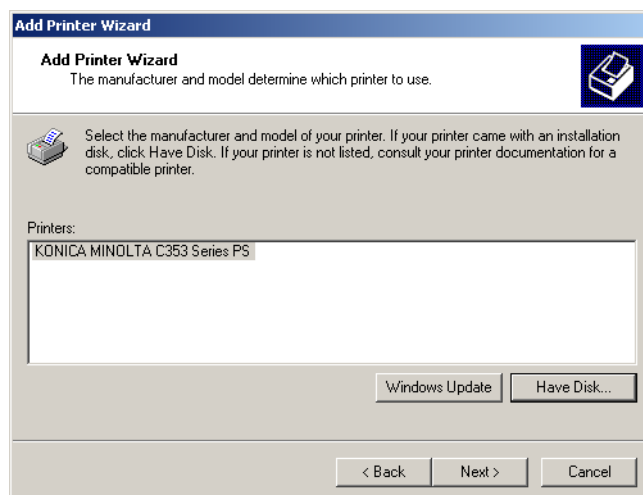 Add Printer Wizard
Add Printer Wizard
The manufacturer and model determine which printer to use.
Select the manufacturer and model of your printer. If your printer came with an installation
disk, click Have Disk. If your printer is not listed, consult your printer documentation for a
compatible printer.
Printers:
KONICA MINOLTA C353 Series PS
Windows Update
Have Disk...
< Back
Next >
Cancel